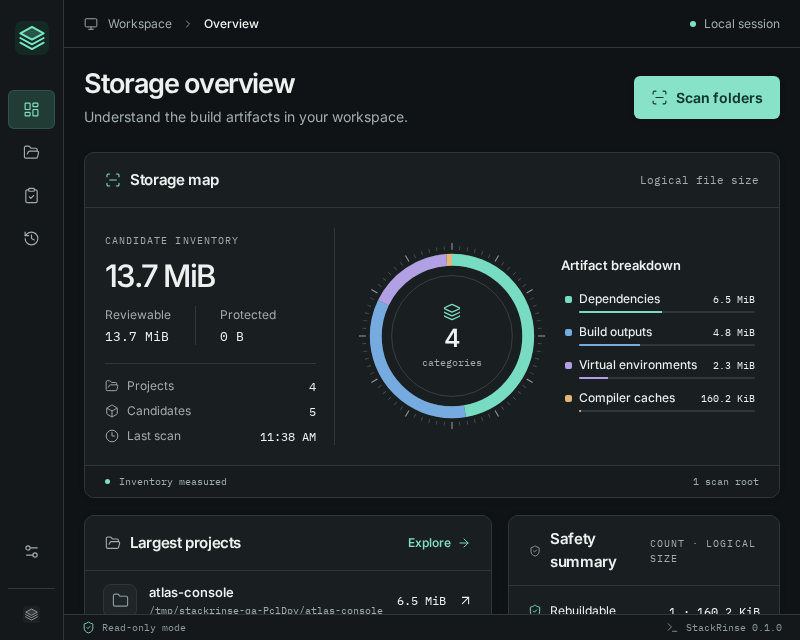 Workspace
Overview
Local session
Storage overview
Understand the build artifacts in your workspace.
Scan folders
Storage map
Logical file size
CANDIDATE INVENTORY
13.7 MiB
Reviewable
Protected
13.7 MiB
0 B
Projects
4
Candidates
5
Last scan
11:38 AM
4
categories
Artifact breakdown
Dependencies
6.5 MiB
Build outputs
4.8 MiB
Virtual environments
2.3 MiB
Compiler caches
160.2 KiB
Inventory measured
1 scan root
Largest projects
Explore
atlas-console
/tmp/stackrinse-qa-PclDpy/atlas-console
6.5 MiB
Safety
summary
COUNT · LOGICAL
SIZE
Rebuildable
1 · 160.2 KiB
Read-only mode
StackRinse 0.1.0